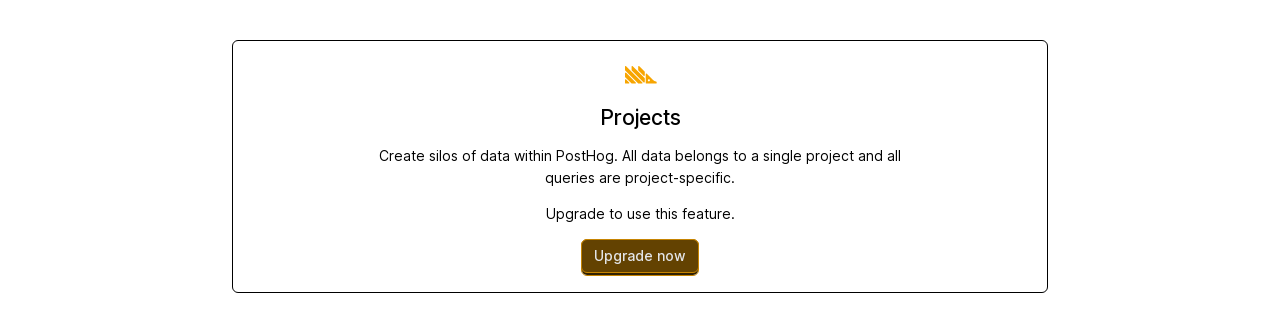 Projects
Create silos of data within PostHog. All data belongs to a single project and all
queries are project-specific.
Upgrade to use this feature.
Upgrade now